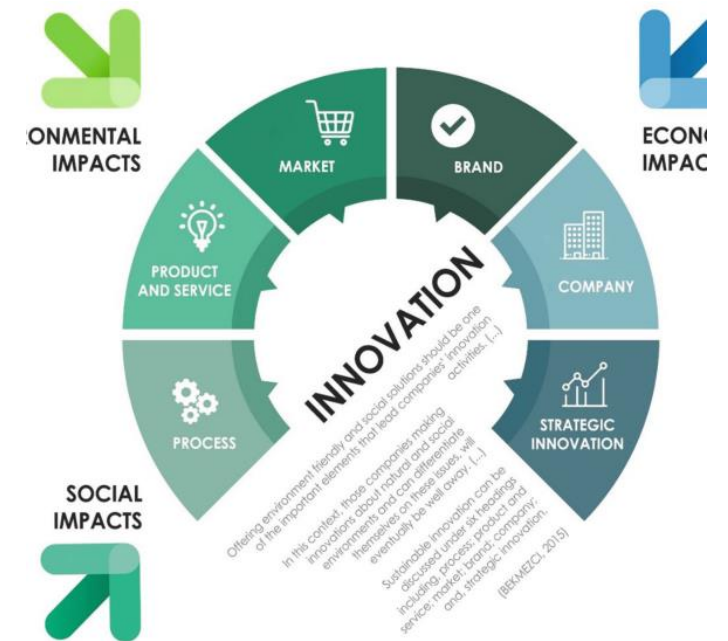 ONMENTAL
IMPACTS
ECONO
IMPAC
MARKET
BRAND
PRODUCT
AND SERVICE
COMPANY
PROCESS
STRATEGIC
INNOVATION
SOCIAL
IMPACTS
INNOVATION
Offering environment friendly and social solutions should be one
of the important elements that lead companies' innovation
activities. (...)
In this context, those companies making
innovations about natural and social
environments and can differentiate
themselves on these issues, will
eventually be well away. (...)
Sustainable innovation can be
discussed under six headings
including, process; product and
service; market; brand; company;
and, strategic innovation.
(BEKMEZCI, 2015)